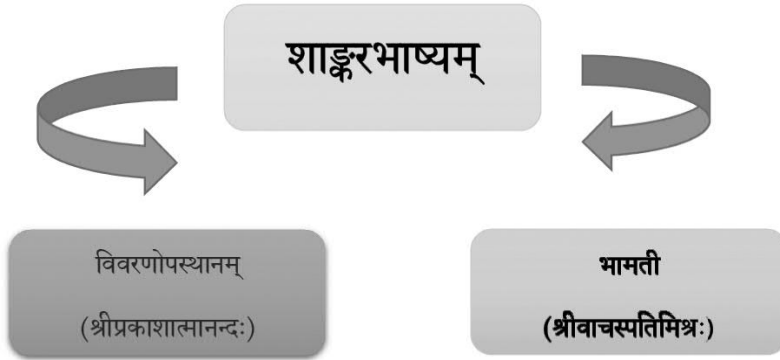 शाङ्करभाष्यम्
विवरणोपस्थानम्
(श्रीप्रकाशात्मानन्दः)
भामती
(श्रीवाचस्पतिमिश्रः)